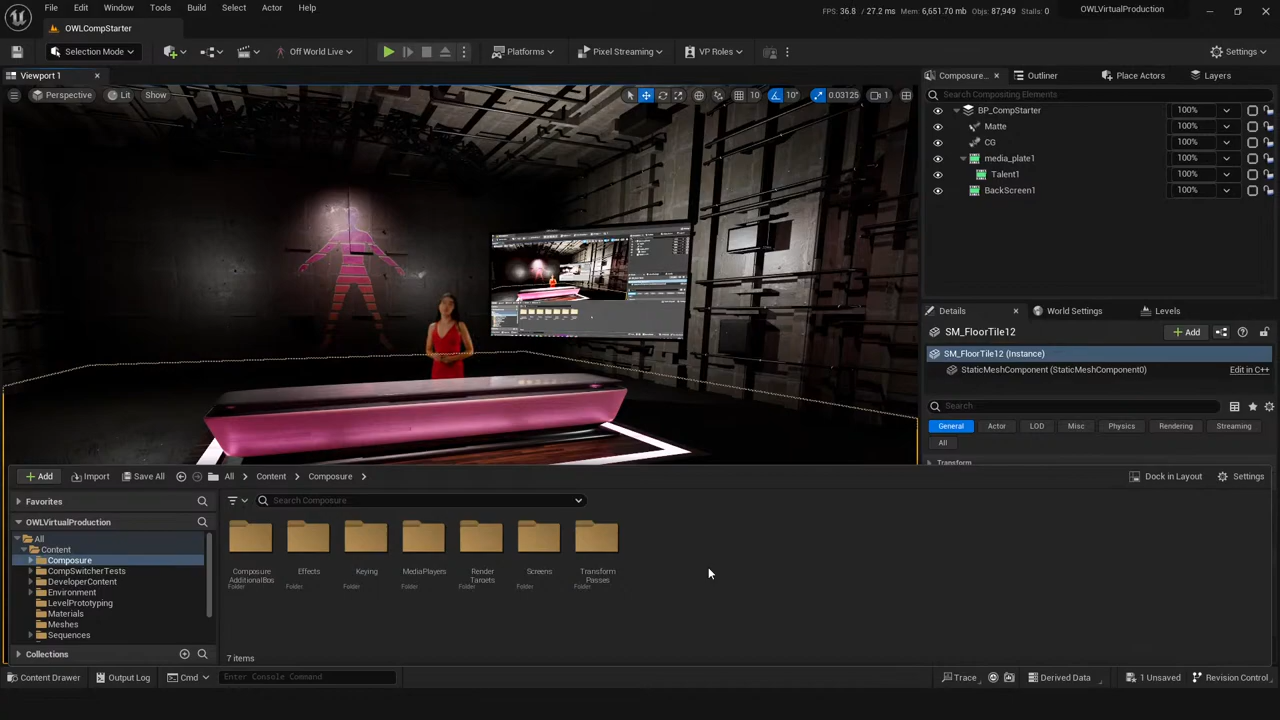 File Edit Window Tools Build Select Actor Help
FPS: 36.8 / 27.2 ms Mem: 6,651.70 mb Objs: 87,949 Stalls: 0
OWLVirtualProduction
OWLCompStarter
Selection Mode
Off World Live
Platforms
Pixel Streaming
VP Roles
Settings
Viewport 1
Perspective
Lit
Show
10
10°
0.03125
1
Composure...
Outliner
Place Actors
Layers
Search Compositing Elements
BP_CompStarter 100%
Matte 100%
CG 100%
media_plate1 100%
Talent1 100%
BackScreen1 100%
Details
World Settings
Levels
SM_FloorTile12
Add
SM_FloorTile12 (Instance)
StaticMeshComponent (StaticMeshComponent0) Edit in C++
Search
General Actor LOD Misc Physics Rendering Streaming
All
Transform
Add Import Save All All Content Composure
Dock in Layout Settings
Favorites
OWLVirtualProduction
All
Content
Composure
CompSwitcherTests
DeveloperContent
Environment
LevelPrototyping
Materials
Meshes
Sequences
Collections
Search Composure
Composure AdditionalBos
Folder
Effects
Folder
Keying
Folder
MediaPlayers
Folder
Render Targets
Folder
Screens
Folder
Transform Passes
Folder
7 items
Content Drawer Output Log Cmd Enter Console Command
Trace Derived Data 1 Unsaved Revision Control